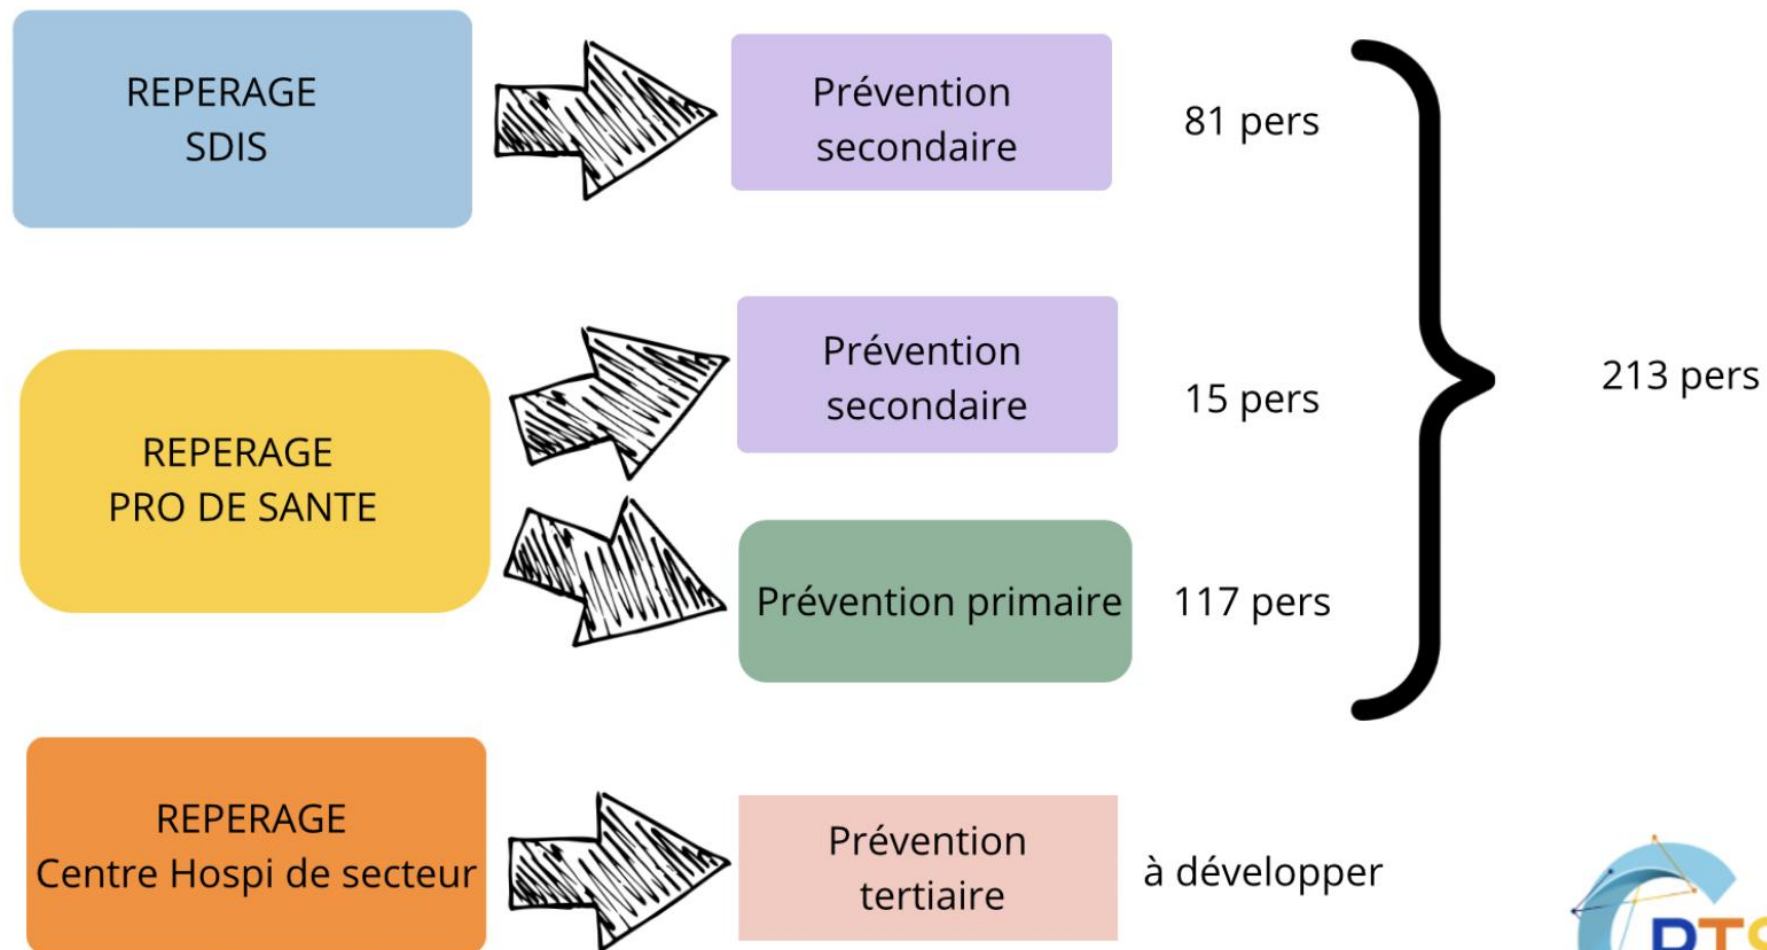 REPERAGE
SDIS
Prévention
secondaire
81 pers
REPERAGE
PRO DE SANTE
Prévention
secondaire
15 pers
Prévention primaire
117 pers
213 pers
REPERAGE
Centre Hospi de secteur
Prévention
tertiaire
à développer